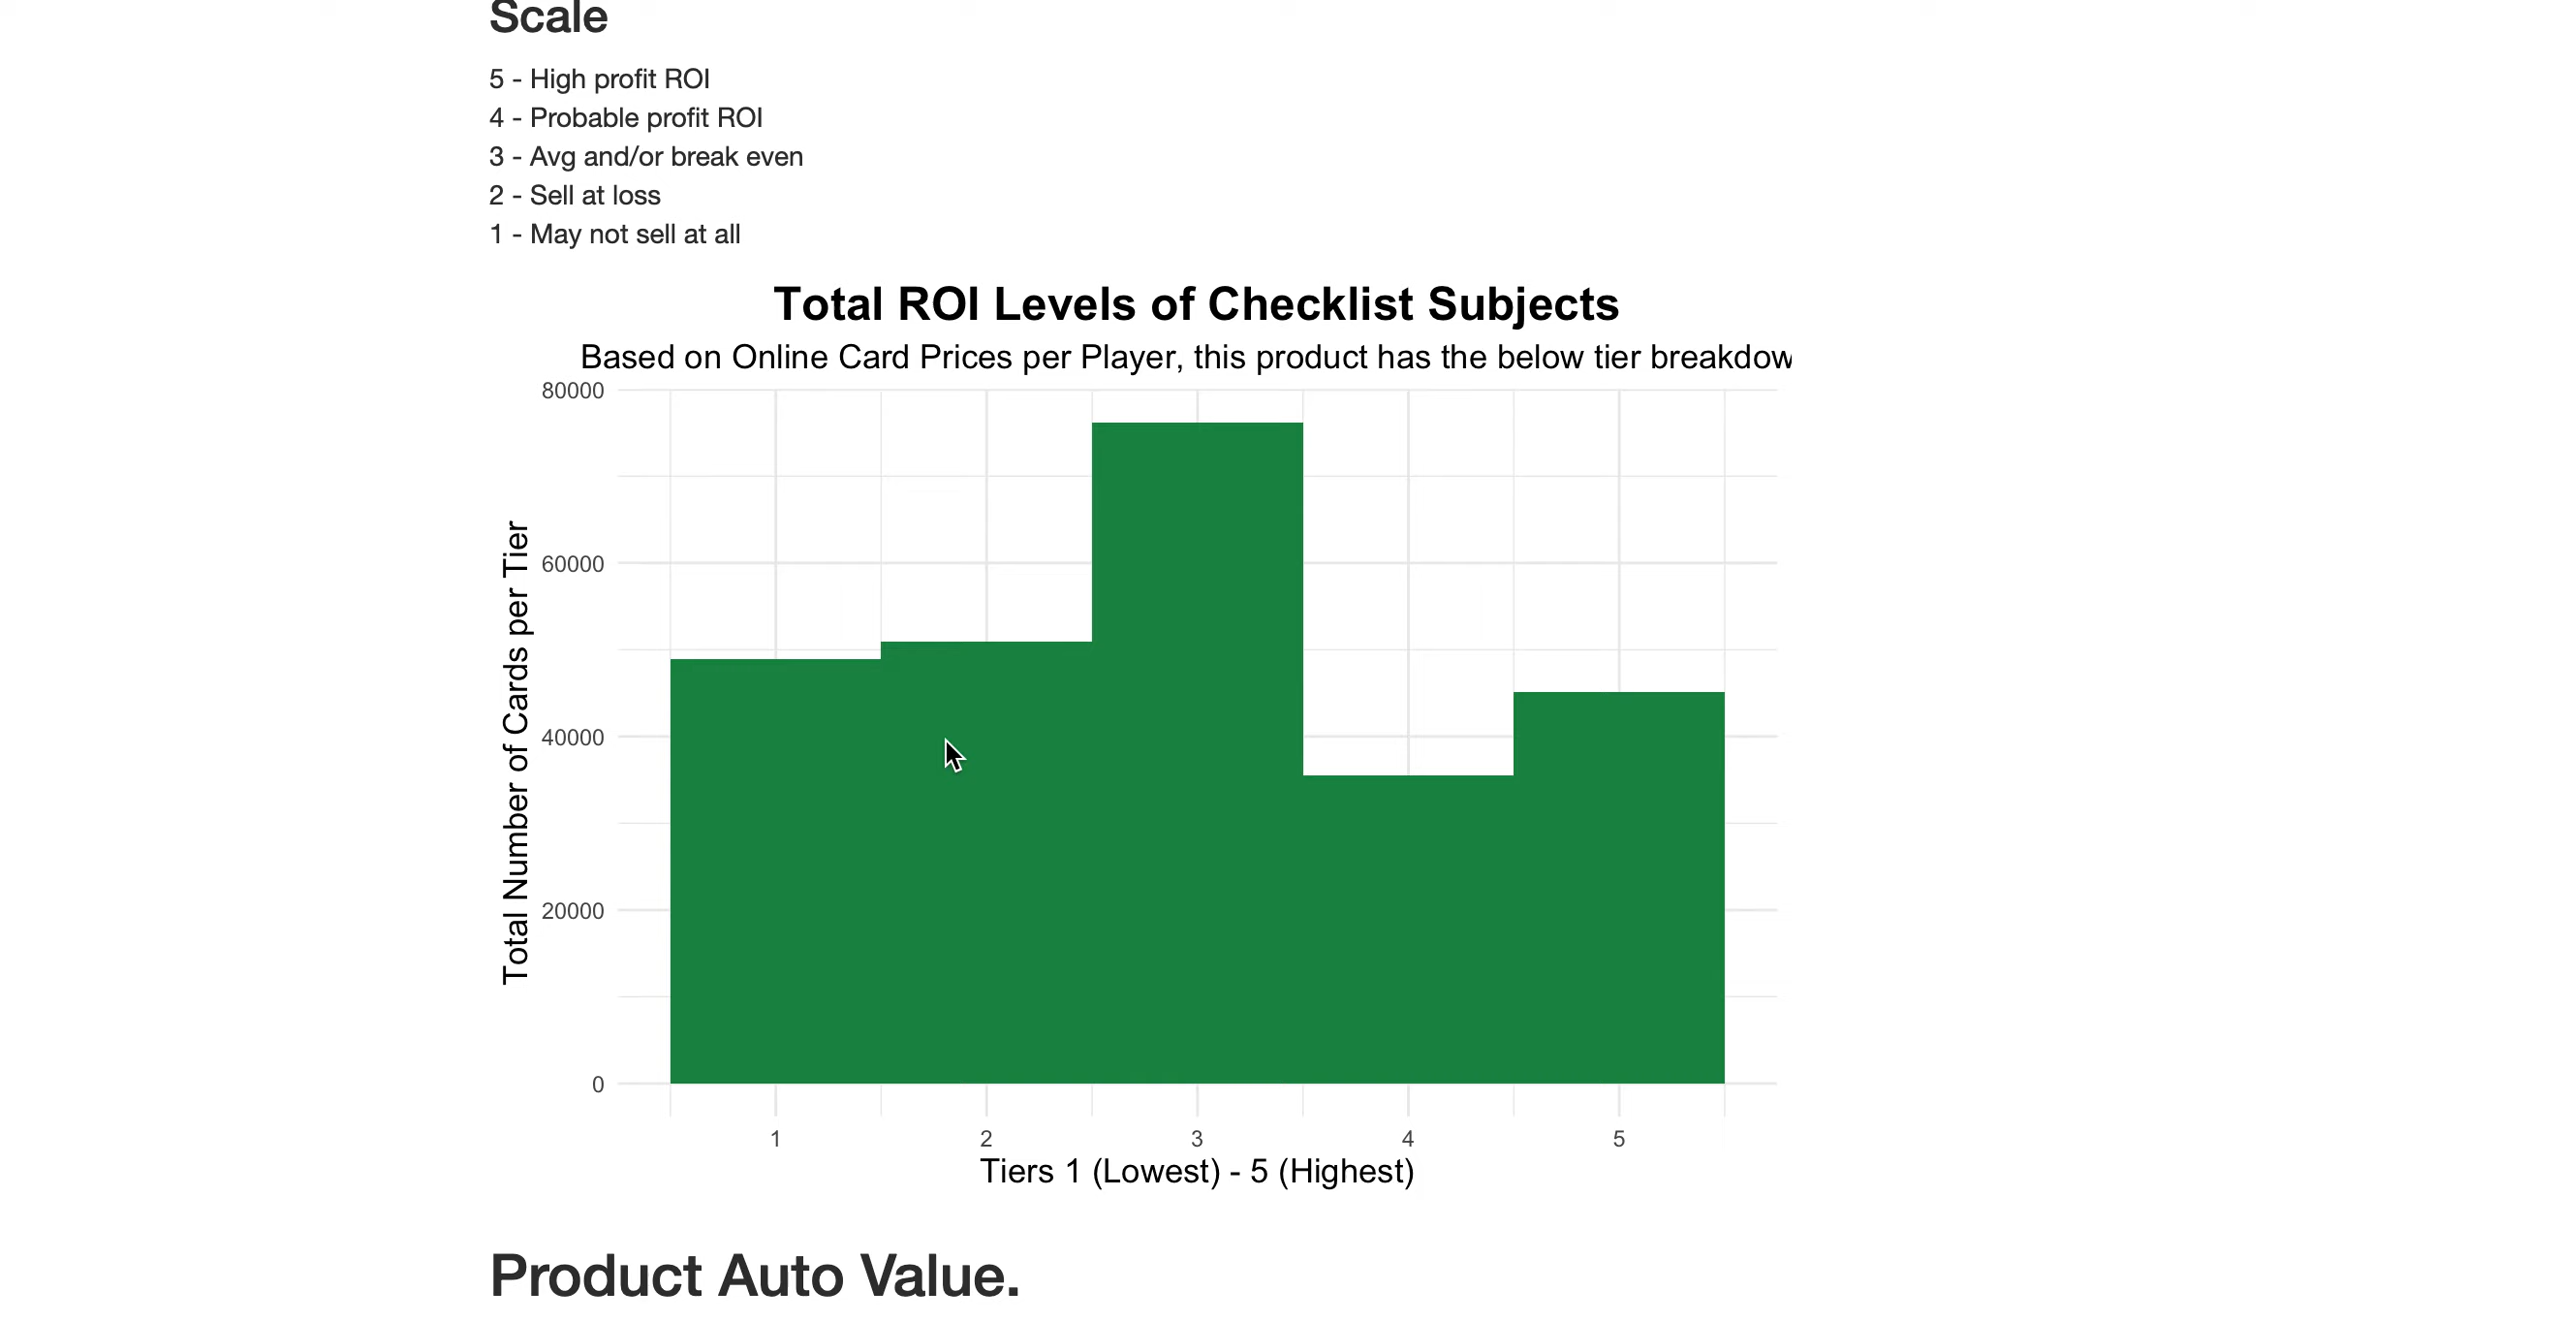 Scale
5 - High profit ROI
4 - Probable profit ROI
3 - Avg and/or break even
2 - Sell at loss
1 - May not sell at all
Total ROI Levels of Checklist Subjects
Based on Online Card Prices per Player, this product has the below tier breakdow
Total Number of Cards per Tier
80000
60000
40000
20000
0
1 2 3 4 5
Tiers 1 (Lowest) - 5 (Highest)
Product Auto Value.